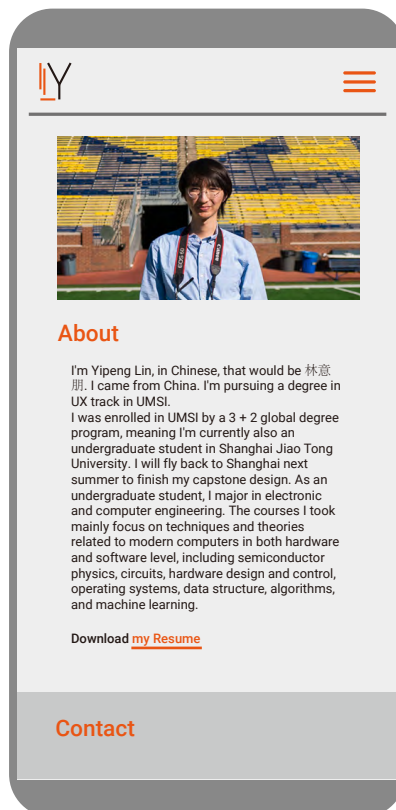 Y
About
I'm Yipeng Lin, in Chinese, that would be 林意
朋. I came from China. I'm pursuing a degree in
UX track in UMSI.
I was enrolled in UMSI by a 3 + 2 global degree
program, meaning I'm currently also an
undergraduate student in Shanghai Jiao Tong
University. I will fly back to Shanghai next
summer to finish my capstone design. As an
undergraduate student, I major in electronic
and computer engineering. The courses I took
mainly focus on techniques and theories
related to modern computers in both hardware
and software level, including semiconductor
physics, circuits, hardware design and control,
operating systems, data structure, algorithms,
and machine learning.
Download my Resume
Contact